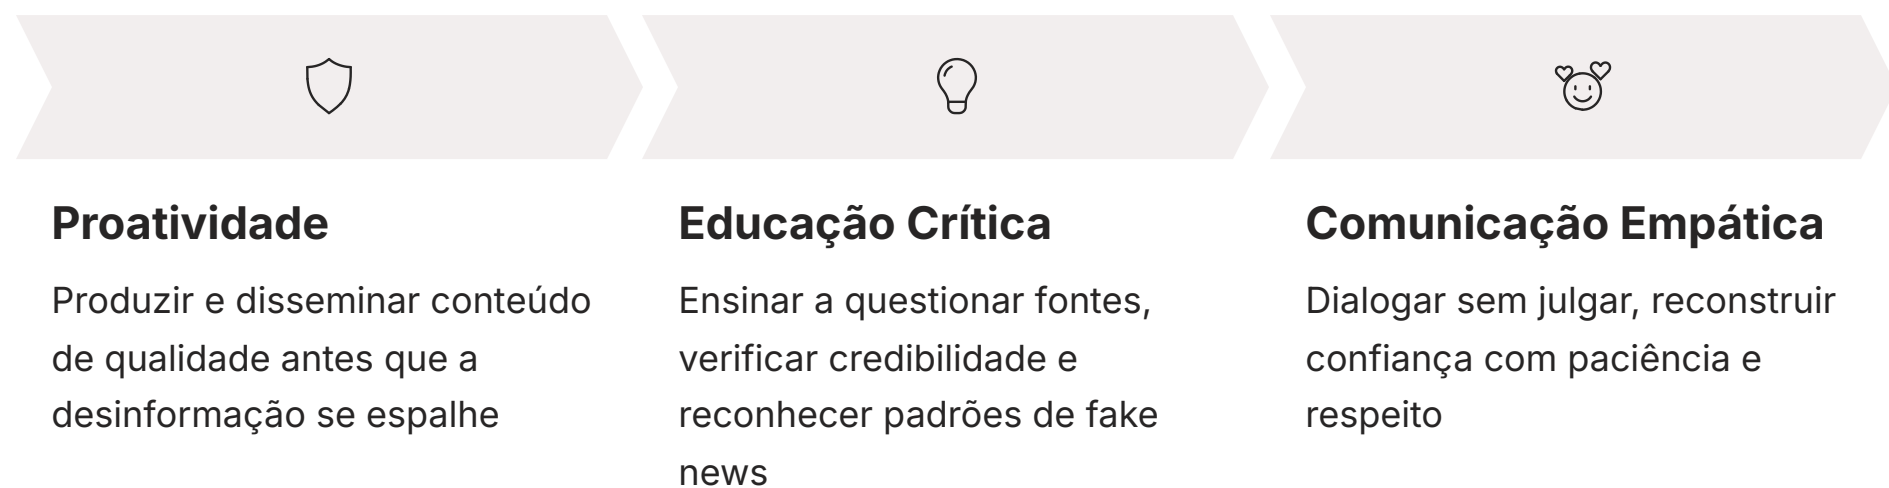 Proatividade
Produzir e disseminar conteúdo
de qualidade antes que a
desinformação se espalhe
Educação Crítica
Ensinar a questionar fontes,
verificar credibilidade e
reconhecer padrões de fake
news
Comunicação Empática
Dialogar sem julgar, reconstruir
confiança com paciência e
respeito